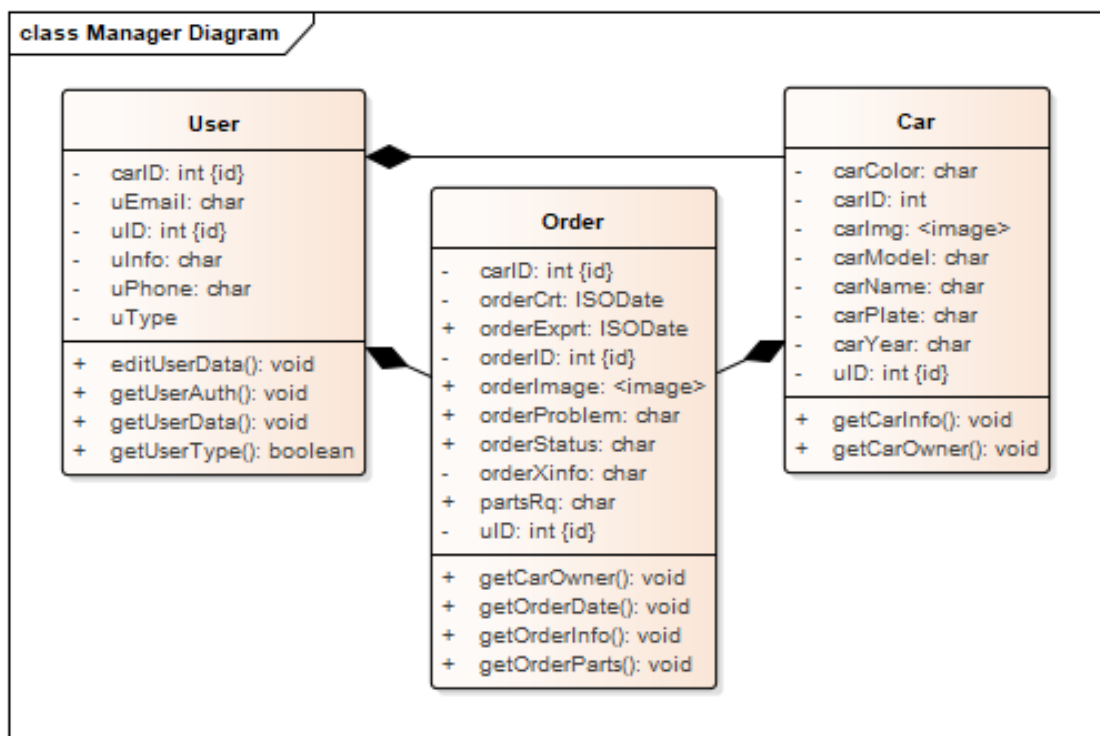 class Manager Diagram
User
- carID: int {id}
- uEmail: char
- uID: int {id}
- uInfo: char
- uPhone: char
- uType
+ editUserData(): void
+ getUserAuth(): void
+ getUserData(): void
+ getUserType(): boolean
Order
- carID: int {id}
- orderCrt: ISODate
+ orderExprt: ISODate
- orderID: int {id}
+ orderImage: <image>
+ orderProblem: char
+ orderStatus: char
- orderXinfo: char
+ partsRq: char
- uID: int {id}
+ getCarOwner(): void
+ getOrderDate(): void
+ getOrderInfo(): void
+ getOrderParts(): void
Car
- carColor: char
- carID: int
- carImg: <image>
- carModel: char
- carName: char
- carPlate: char
- carYear: char
- uID: int {id}
+ getCarInfo(): void
+ getCarOwner(): void